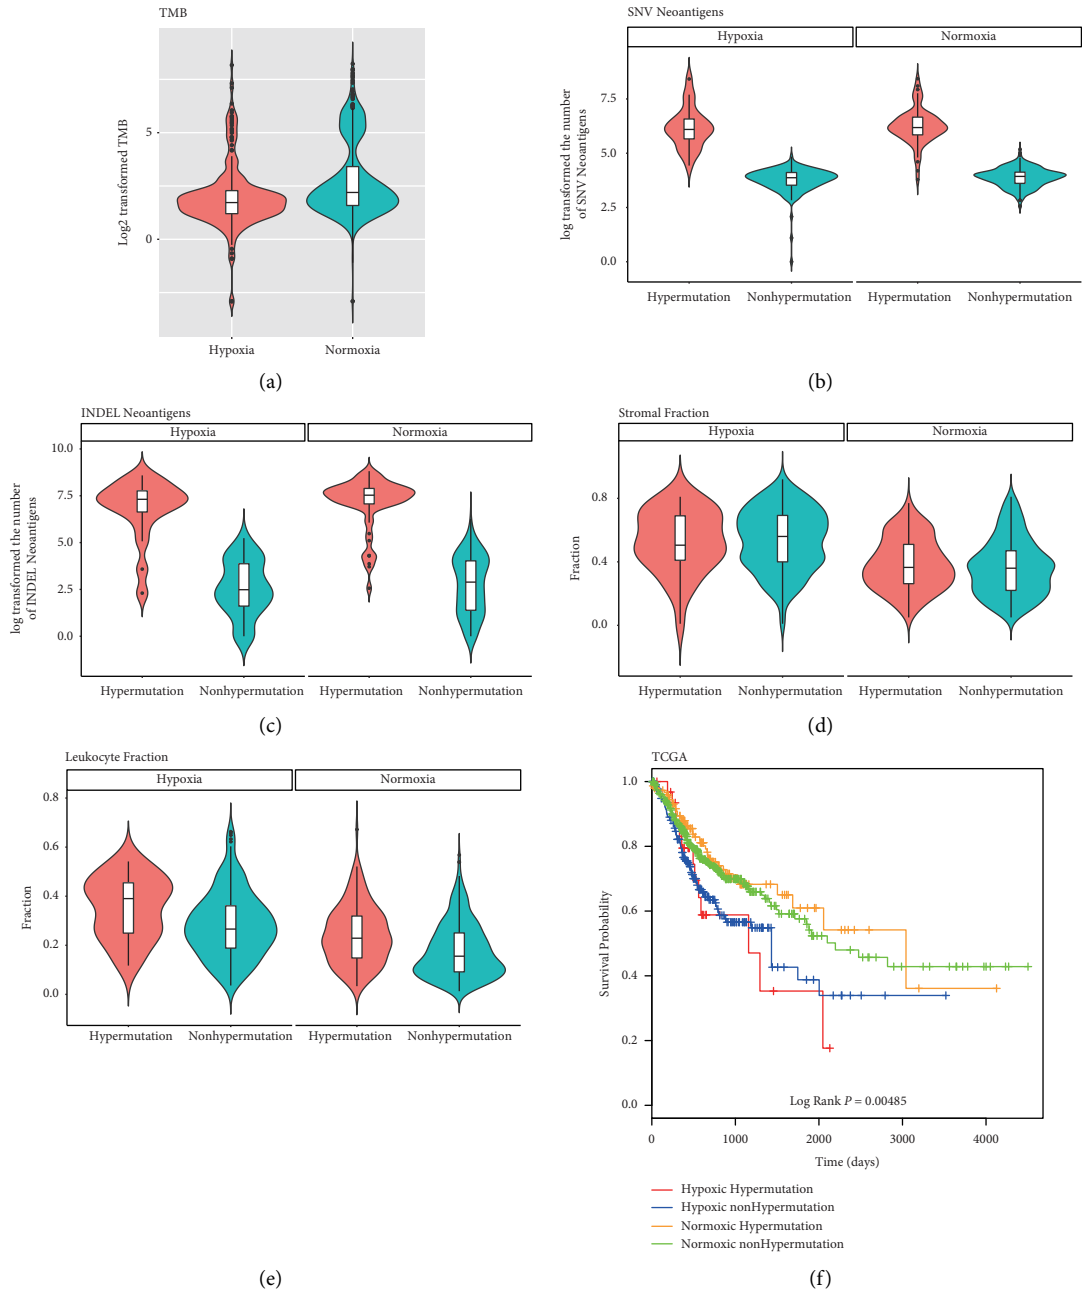 TMB
Log2 transformed TMB
5
0
Hypoxia
Normoxia
(a)
SNV Neoantigens
Hypoxia
Normoxia
log transformed the number
of SNV Neoantigens
7.5
5.0
2.5
0.0
Hypermutation
Nonhypermutation
Hypermutation
Nonhypermutation
(b)
INDEL Neoantigens
Hypoxia
Normoxia
log transformed the number
of INDEL Neoantigens
10.0
7.5
5.0
2.5
0.0
Hypermutation
Nonhypermutation
Hypermutation
Nonhypermutation
(c)
Stromal Fraction
Hypoxia
Normoxia
Fraction
0.8
0.4
0.0
Hypermutation
Nonhypermutation
Hypermutation
Nonhypermutation
(d)
Leukocyte Fraction
Hypoxia
Normoxia
Fraction
0.8
0.6
0.4
0.2
0.0
Hypermutation
Nonhypermutation
Hypermutation
Nonhypermutation
(e)
TCGA
Survival Probability
1.0
0.8
0.6
0.4
0.2
0.0
Log Rank P = 0.00485
0
1000
2000
3000
4000
Time (days)
Hypoxic Hypermutation
Hypoxic nonHypermutation
Normoxic Hypermutation
Normoxic nonHypermutation
(f)